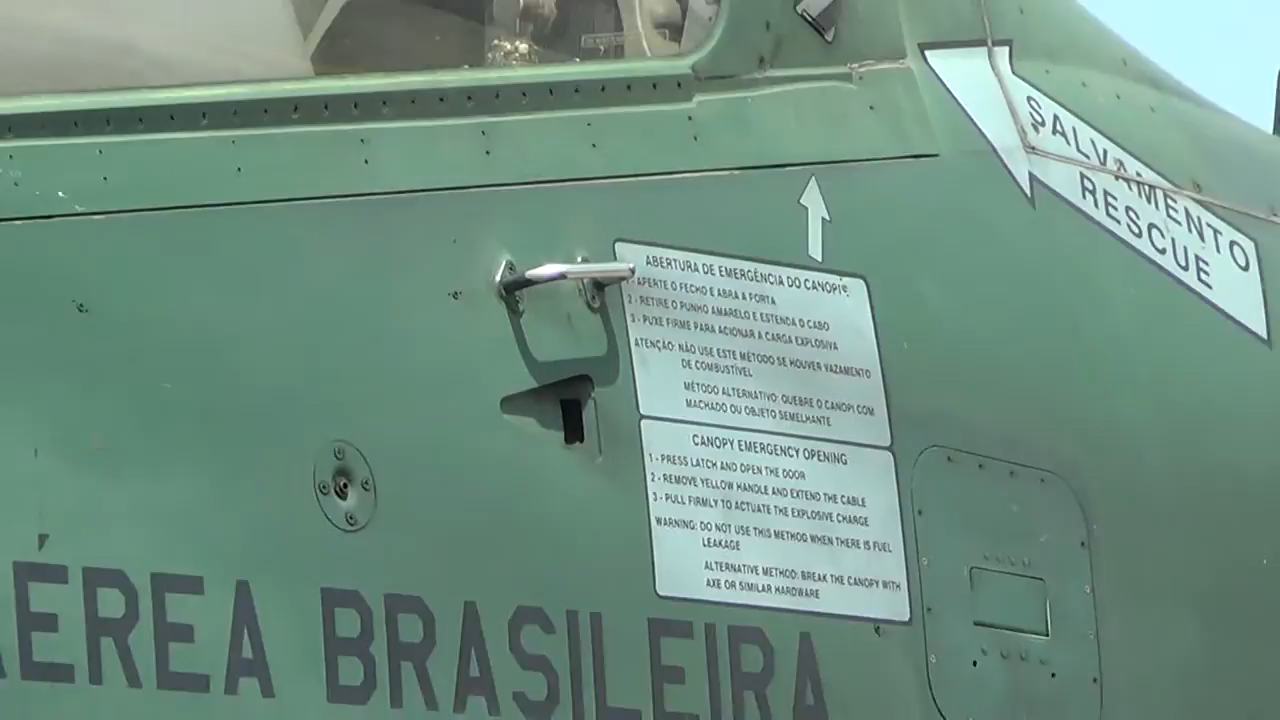 SALVAMENTO
RESCUE
ABERTURA DE EMERGÊNCIA DO CANOPI
1 - APERTE O FECHO E ABRA A PORTA
2 - RETIRE O PUNHO AMARELO E ESTENDA O CABO
3 - PUXE FIRME PARA ACIONAR A CARGA EXPLOSIVA
ATENÇÃO: NÃO USE ESTE MÉTODO SE HOUVER VAZAMENTO
DE COMBUSTÍVEL
MÉTODO ALTERNATIVO: QUEBRE O CANOPI COM
MACHADO OU OBJETO SEMELHANTE
CANOPY EMERGENCY OPENING
1 - PRESS LATCH AND OPEN THE DOOR
2 - REMOVE YELLOW HANDLE AND EXTEND THE CABLE
3 - PULL FIRMLY TO ACTUATE THE EXPLOSIVE CHARGE
WARNING: DO NOT USE THIS METHOD WHEN THERE IS FUEL
LEAKAGE
ALTERNATIVE METHOD: BREAK THE CANOPY WITH
AXE OR SIMILAR HARDWARE
AÉREA BRASILEIRA